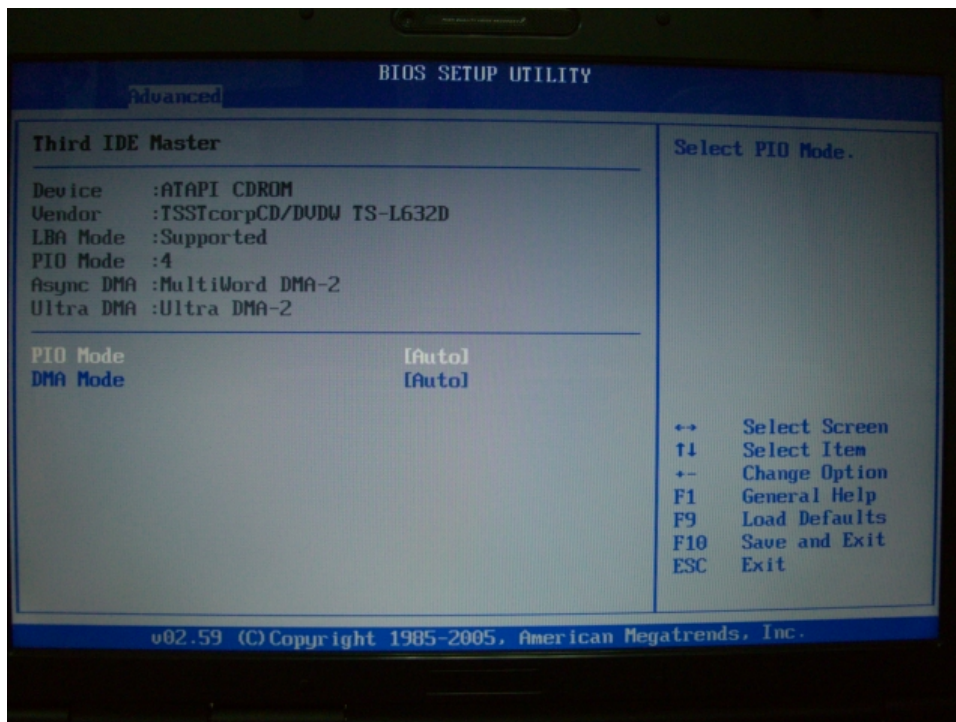 BIOS SETUP UTILITY
Advanced
Third IDE Master
Device :ATAPI CDROM
Vendor :TSSTcorpCD/DVDW TS-L632D
LBA Mode :Supported
PIO Mode :4
Async DMA :MultiWord DMA-2
Ultra DMA :Ultra DMA-2
PIO Mode [Auto]
DMA Mode [Auto]
Select PIO Mode.
↔ Select Screen
↑↓ Select Item
+- Change Option
F1 General Help
F9 Load Defaults
F10 Save and Exit
ESC Exit
v02.59 (C)Copyright 1985-2005, American Megatrends, Inc.